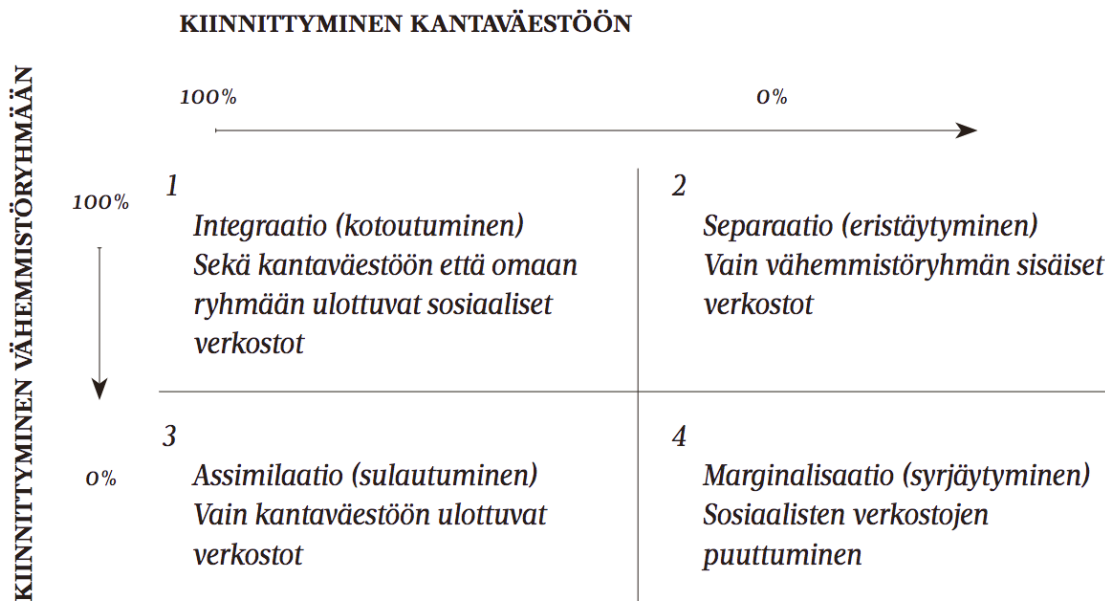 KIINNITTYMINEN KANTAVÄESTÖÖN
KIINNITTYMINEN VÄHEMMISTÖRYHMÄÄN
100%
0%
100%
1
Integraatio (kotoutuminen)
Sekä kantaväestöön että omaan
ryhmään ulottuvat sosiaaliset
verkostot
2
Separaatio (eristäytyminen)
Vain vähemmistöryhmän sisäiset
verkostot
0%
3
Assimilaatio (sulautuminen)
Vain kantaväestöön ulottuvat
verkostot
4
Marginalisaatio (syrjäytyminen)
Sosiaalisten verkostojen
puuttuminen